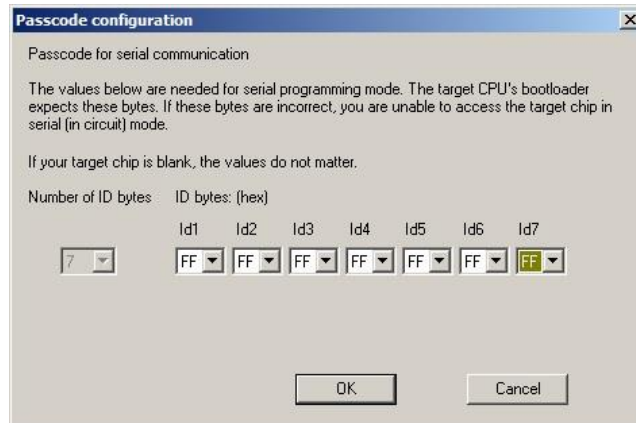 Passcode configuration
Passcode for serial communication
The values below are needed for serial programming mode. The target CPU's bootloader
expects these bytes. If these bytes are incorrect, you are unable to access the target chip in
serial (in circuit) mode.
If your target chip is blank, the values do not matter.
Number of ID bytes ID bytes: (hex)
Id1 Id2 Id3 Id4 Id5 Id6 Id7
7 FF FF FF FF FF FF FF
OK Cancel